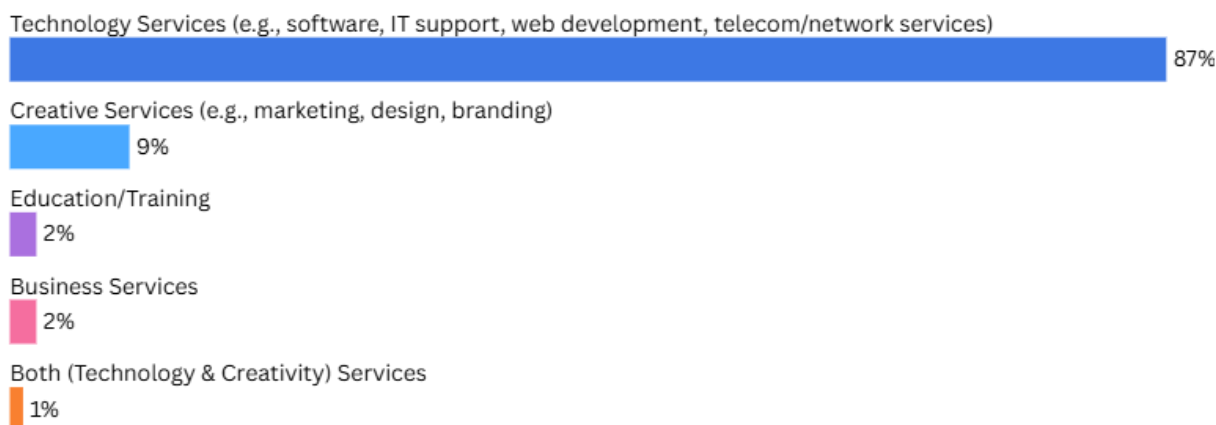 Technology Services (e.g., software, IT support, web development, telecom/network services)
87%
Creative Services (e.g., marketing, design, branding)
9%
Education/Training
2%
Business Services
2%
Both (Technology & Creativity) Services
1%